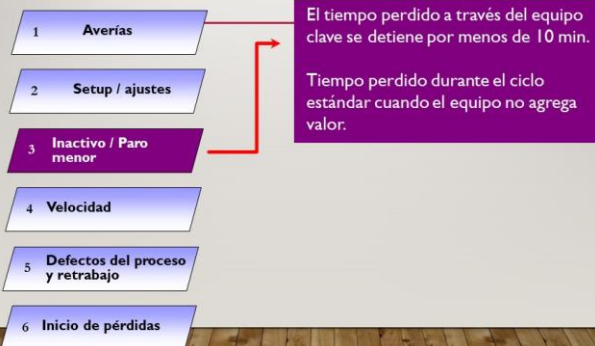 1 Averías
2 Setup / ajustes
3 Inactivo / Paro
menor
4 Velocidad
5 Defectos del proceso
y retrabajo
6 Inicio de pérdidas
El tiempo perdido a través del equipo
clave se detiene por menos de 10 min.
Tiempo perdido durante el ciclo
estándar cuando el equipo no agrega
valor.